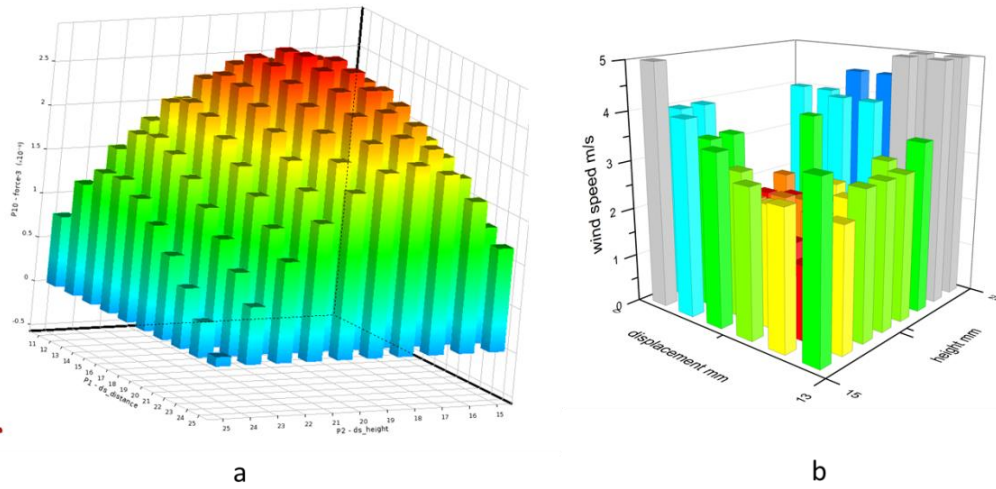 P10 - force-3 (×10⁻³)
2.5
2
1.5
1
0.5
0
-0.5
11 12 13 14 15 16 17 18 19 20 21 22 23 24 25
P1 - ds_distance
25 24 23 22 21 20 19 18 17 16 15
P2 - ds_height
a
wind speed m/s
5
4
3
2
1
0
displacement mm
13
15
height mm
b